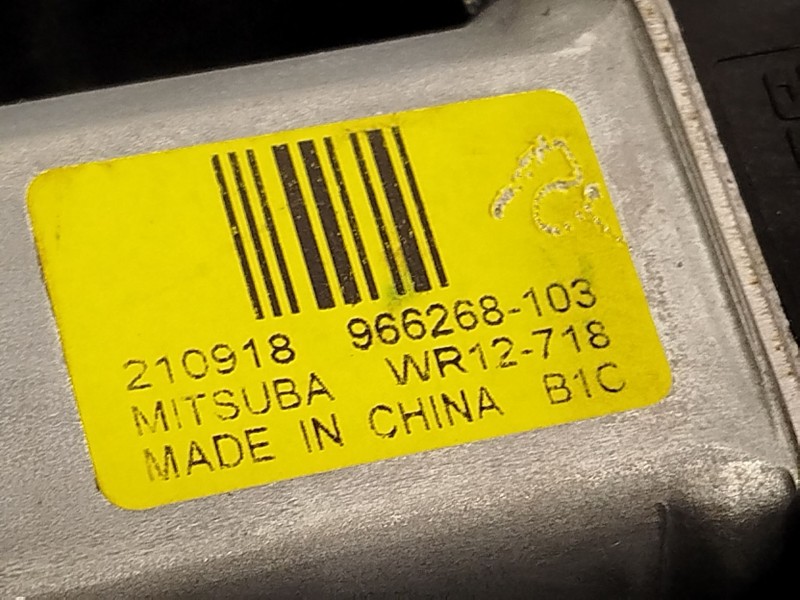 210918 966268-103
MITSUBA WR12-718
MADE IN CHINA B1C